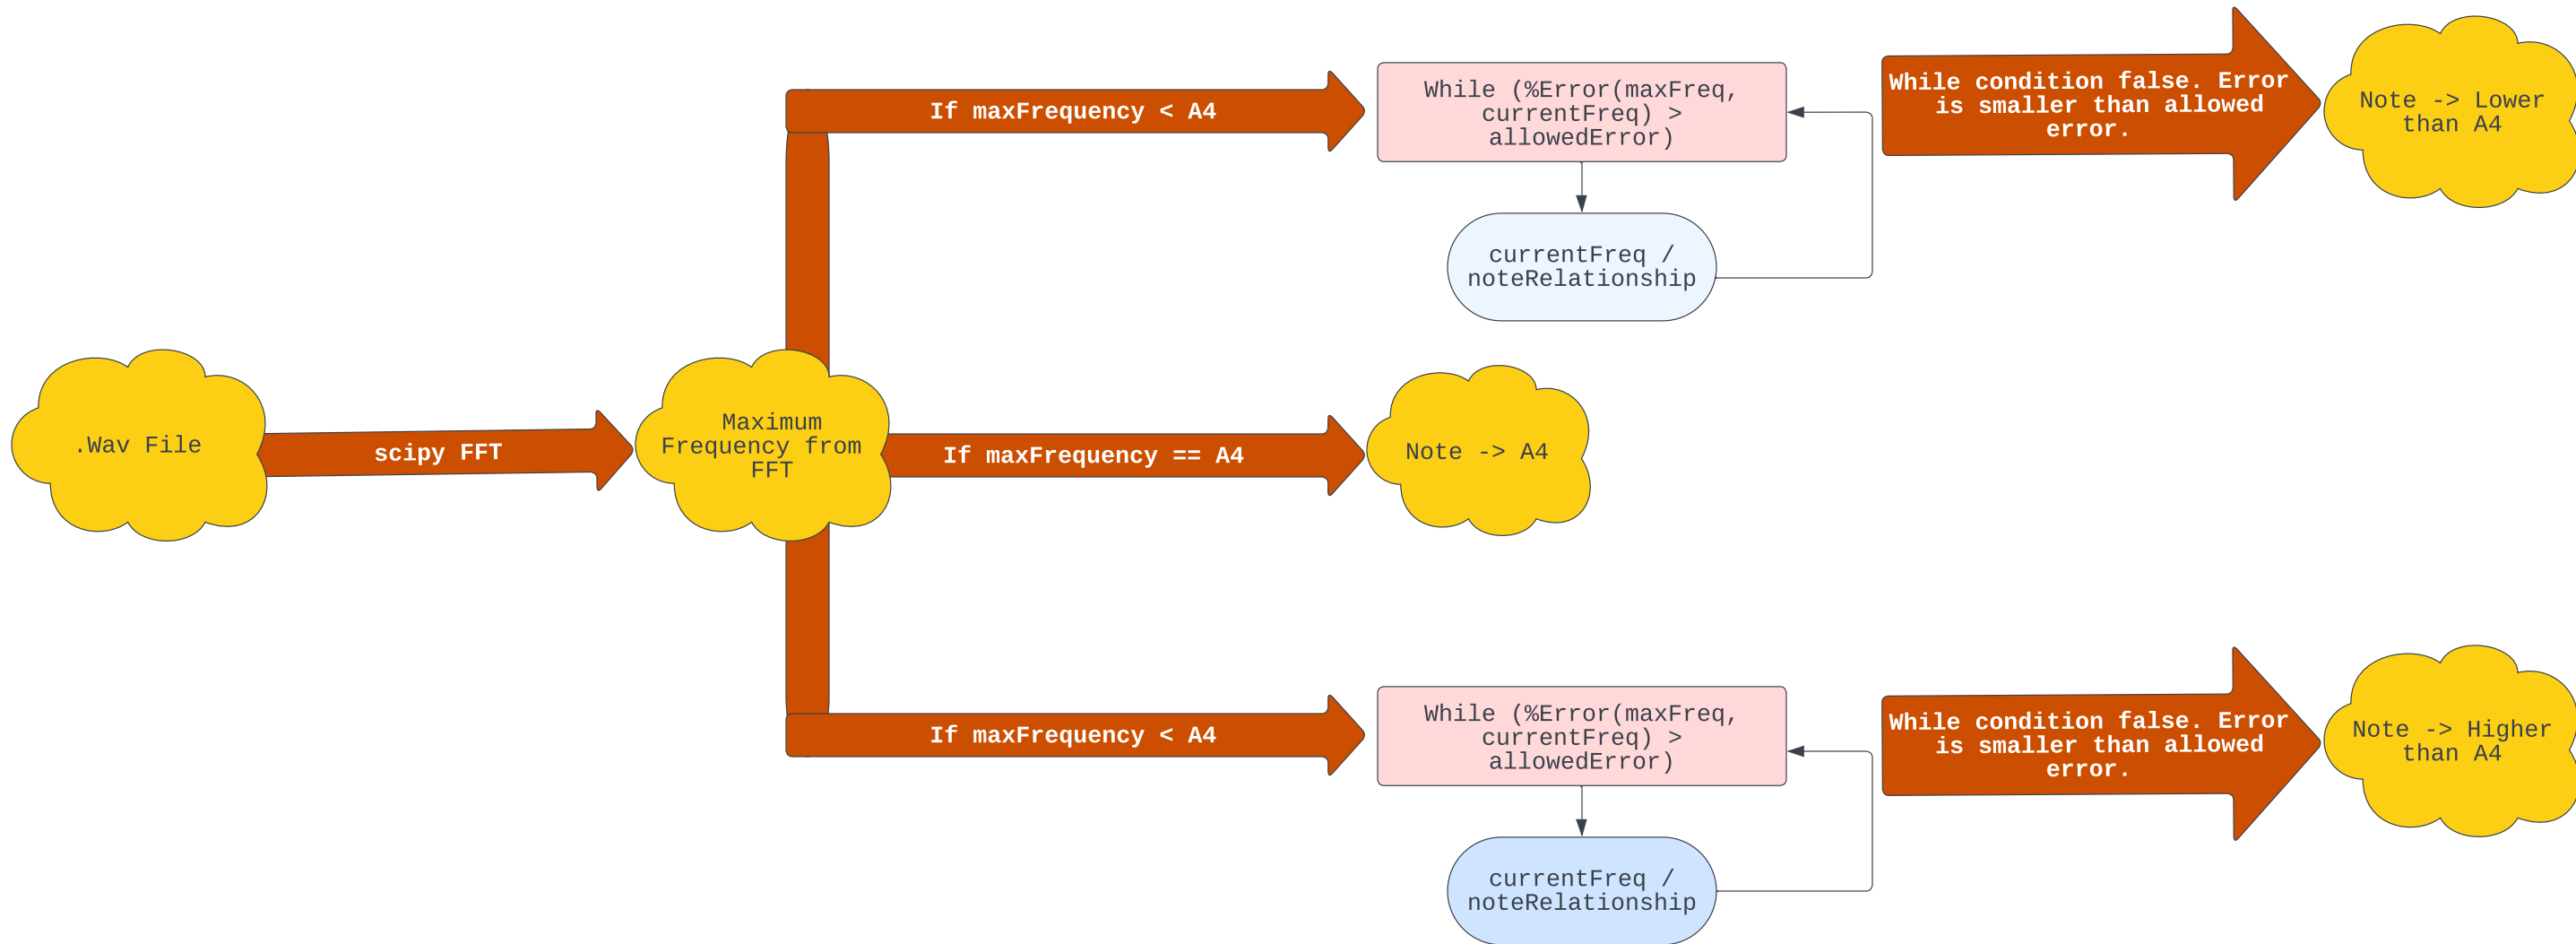 If maxFrequency < A4
While (%Error(maxFreq,
currentFreq) >
allowedError)
While condition false. Error
is smaller than allowed
error.
Note -> Lower
than A4
currentFreq /
noteRelationship
.Wav File
scipy FFT
Maximum
Frequency from
FFT
If maxFrequency == A4
Note -> A4
If maxFrequency < A4
While (%Error(maxFreq,
currentFreq) >
allowedError)
While condition false. Error
is smaller than allowed
error.
Note -> Higher
than A4
currentFreq /
noteRelationship